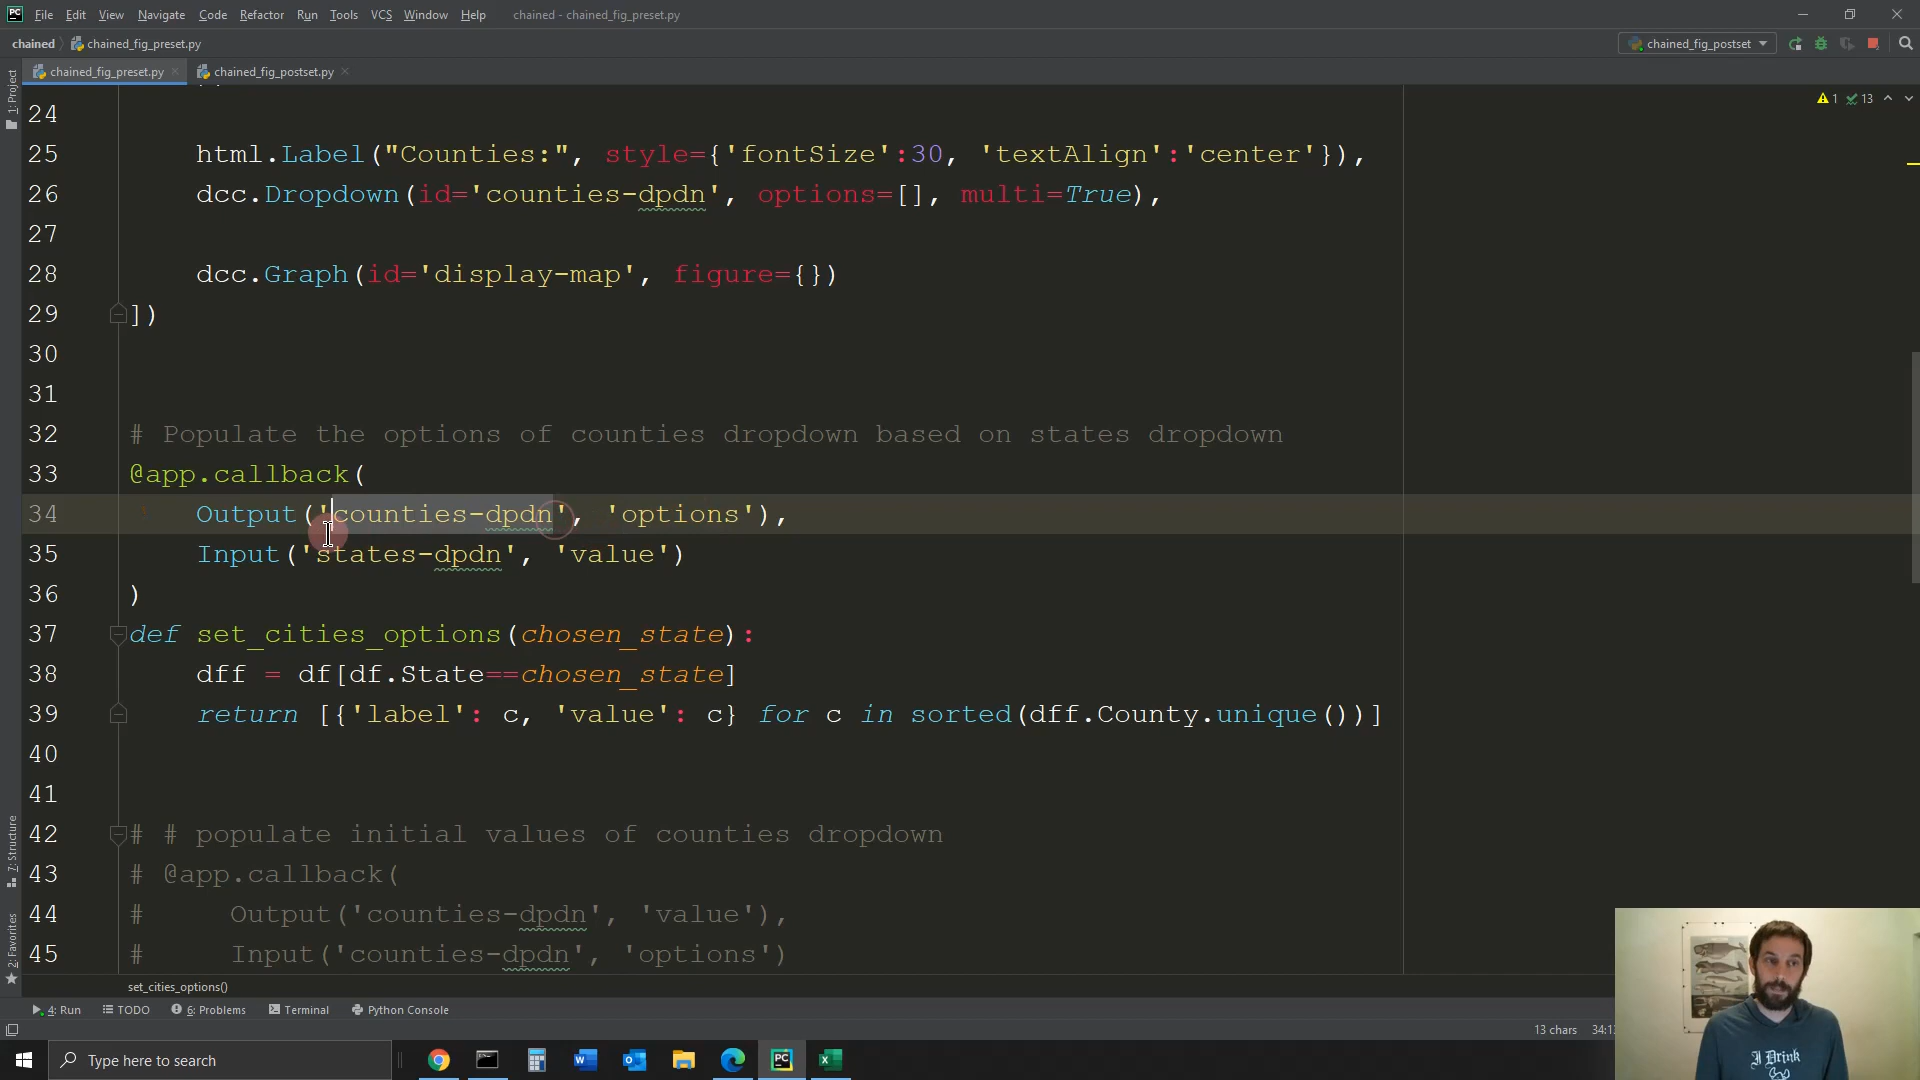 File Edit View Navigate Code Refactor Run Tools VCS Window Help chained - chained_fig_preset.py
chained chained_fig_preset.py chained_fig_postset
chained_fig_preset.py chained_fig_postset.py
1: Project
1 13
24
25 html.Label("Counties:", style={'fontSize':30, 'textAlign':'center'}),
26 dcc.Dropdown(id='counties-dpdn', options=[], multi=True),
27
28 dcc.Graph(id='display-map', figure={})
29 ])
30
31
32 # Populate the options of counties dropdown based on states dropdown
33 @app.callback(
34 Output('counties-dpdn', 'options'),
35 Input('states-dpdn', 'value')
36 )
37 def set_cities_options(chosen_state):
38 dff = df[df.State==chosen_state]
39 return [{'label': c, 'value': c} for c in sorted(dff.County.unique())]
40
41
42 # # populate initial values of counties dropdown
43 # @app.callback(
44 # Output('counties-dpdn', 'value'),
45 # Input('counties-dpdn', 'options')
7: Structure
2: Favorites
set_cities_options()
4: Run TODO 6: Problems Terminal Python Console
13 chars
Type here to search
I Drink